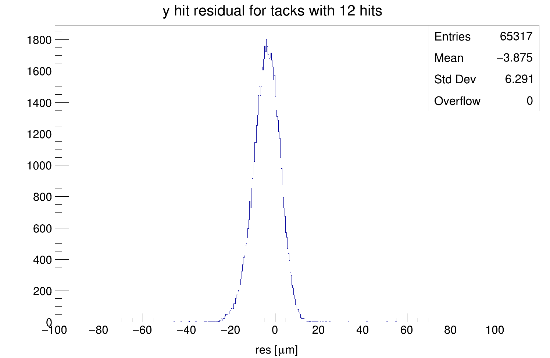 y hit residual for tacks with 12 hits
Entries 65317
Mean −3.875
Std Dev 6.291
Overflow 0
1800
1600
1400
1200
1000
800
600
400
200
0
−100 −80 −60 −40 −20 0 20 40 60 80 100
res [μm]